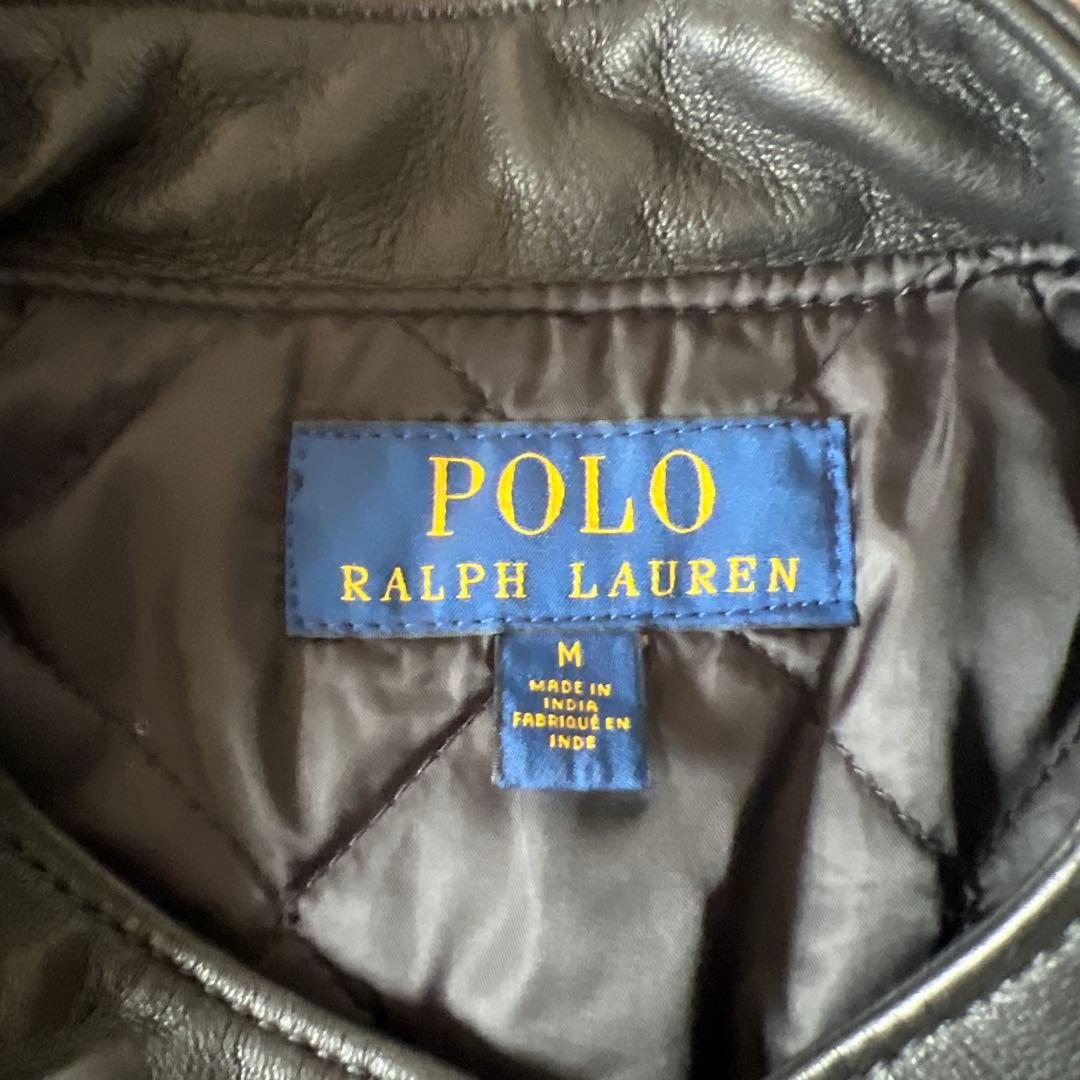 POLO
RALPH LAUREN
M
MADE IN
INDIA
FABRIQUÉ EN
INDE